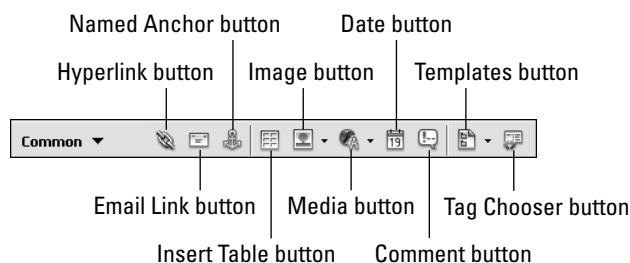 Named Anchor button
Date button
Hyperlink button
Image button
Templates button
Common
19
Email Link button
Media button
Tag Chooser button
Insert Table button
Comment button